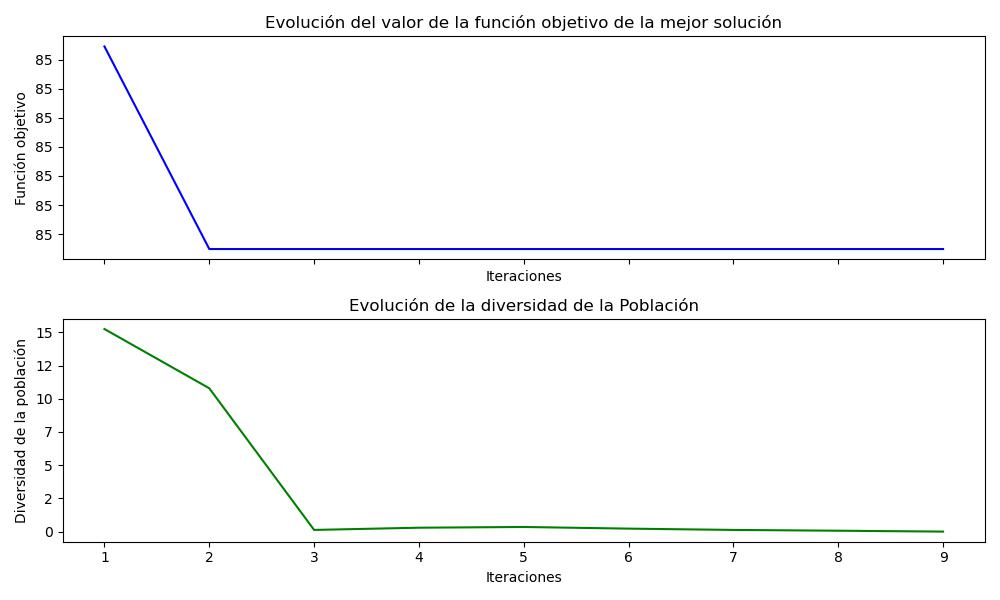 Evolución del valor de la función objetivo de la mejor solución
85
85
85
85
85
85
85
Función objetivo
Iteraciones
Evolución de la diversidad de la Población
15
12
10
7
5
2
0
Diversidad de la población
1 2 3 4 5 6 7 8 9
Iteraciones